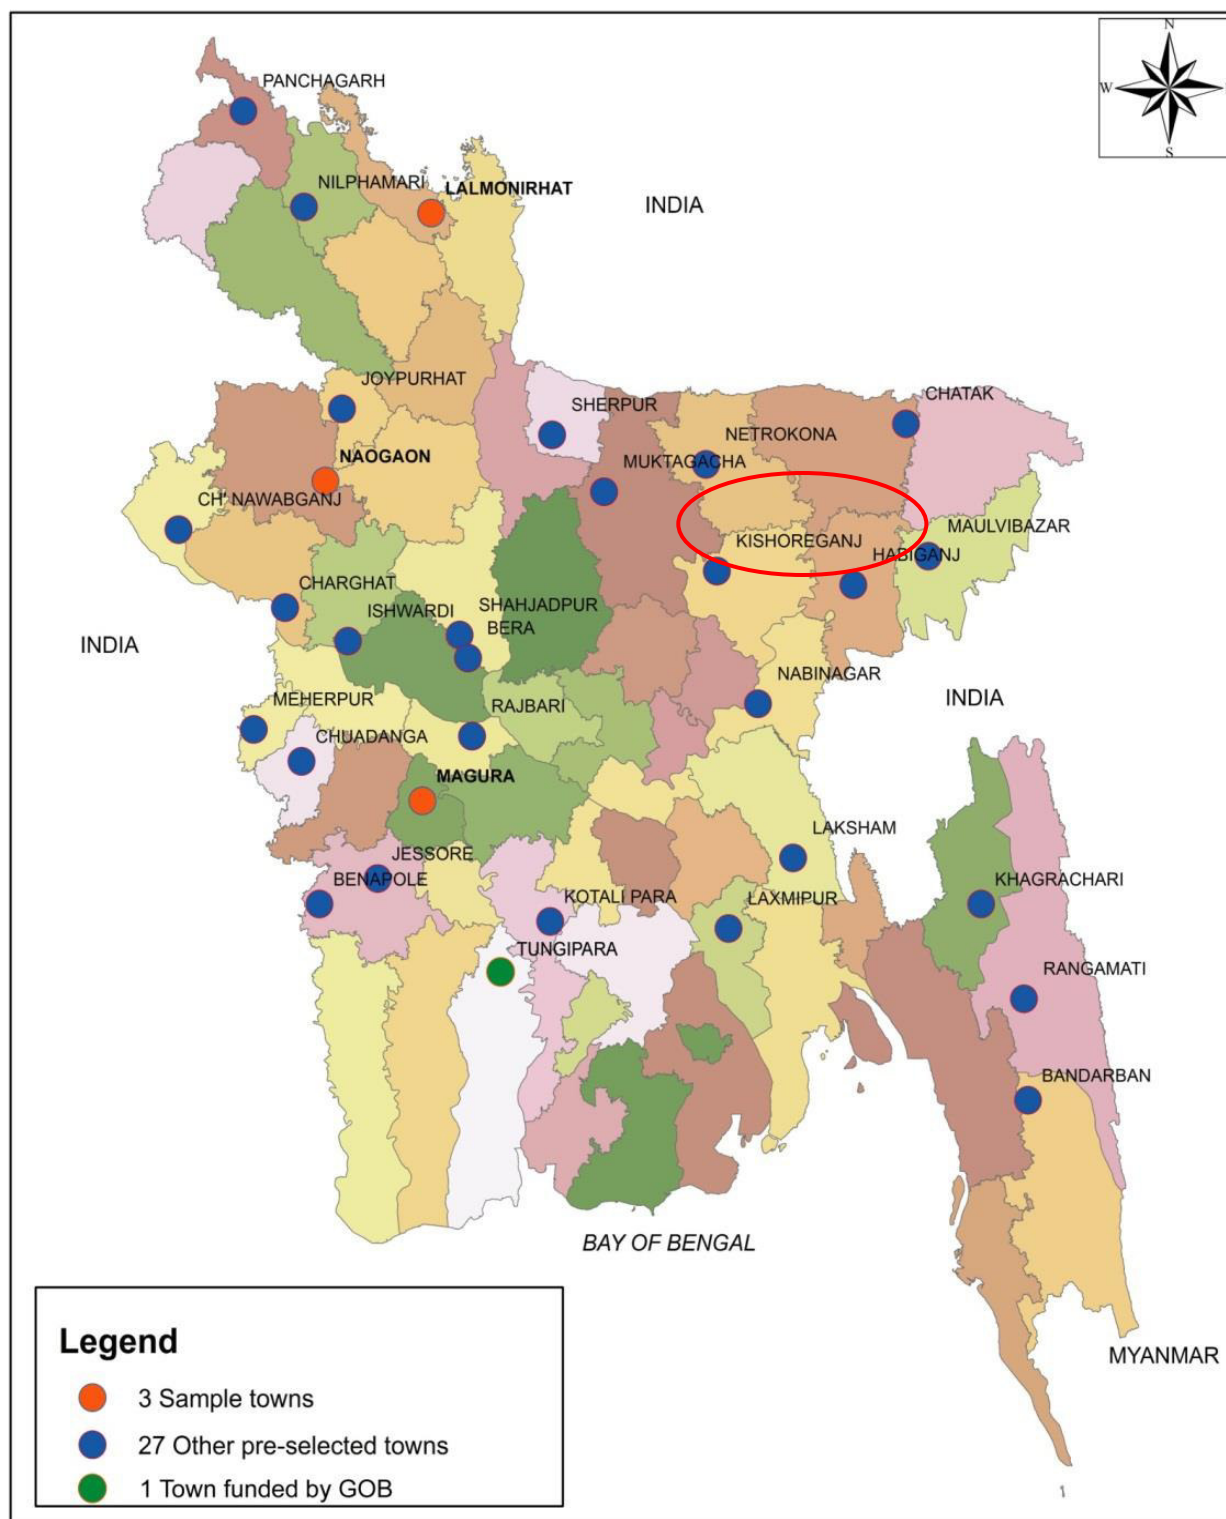 N
W
S
PANCHAGARH
NILPHAMARI
LALMONIRHAT
INDIA
JOYPURHAT
SHERPUR
CHATAK
NETROKONA
NAOGAON
MUKTAGACHA
CH' NAWABGANJ
MAULVIBAZAR
KISHOREGANJ
HABIGANJ
CHARGHAT
ISHWARDI
SHAHJADPUR
BERA
INDIA
NABINAGAR
MEHERPUR
RAJBARI
INDIA
CHUADANGA
MAGURA
LAKSHAM
JESSORE
BENAPOLE
KHAGRACHARI
KOTALI PARA
LAXMIPUR
TUNGIPARA
RANGAMATI
BANDARBAN
BAY OF BENGAL
MYANMAR
Legend
3 Sample towns
27 Other pre-selected towns
1 Town funded by GOB
1